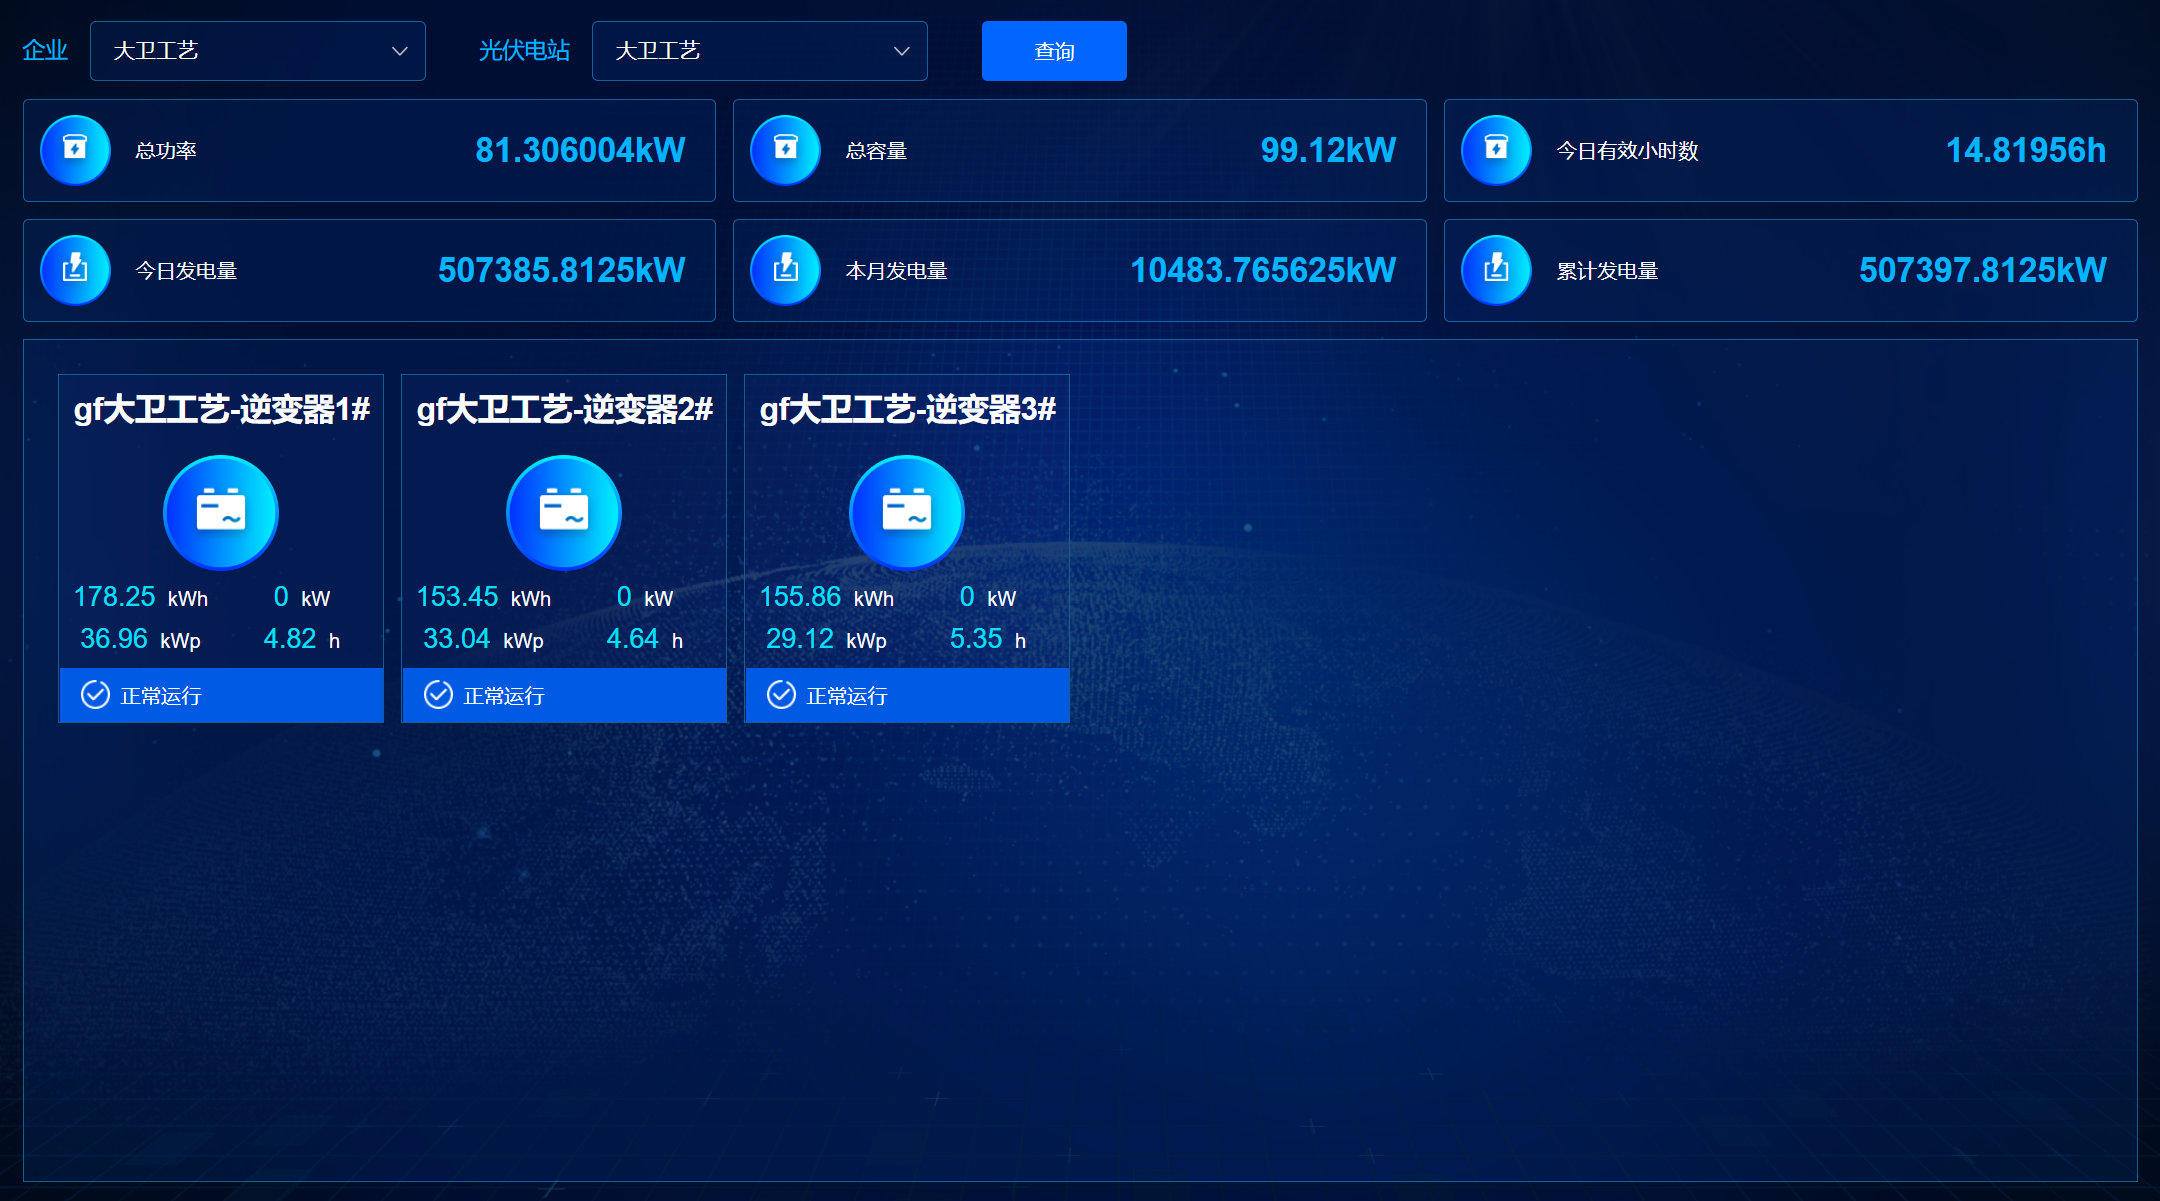 企业 大卫工艺 光伏电站 大卫工艺 查询
总功率 81.306004kW 总容量 99.12kW 今日有效小时数 14.81956h
今日发电量 507385.8125kW 本月发电量 10483.765625kW 累计发电量 507397.8125kW
gf大卫工艺-逆变器1# gf大卫工艺-逆变器2# gf大卫工艺-逆变器3#
178.25 kWh 0 kW 153.45 kWh 0 kW 155.86 kWh 0 kW
36.96 kWp 4.82 h 33.04 kWp 4.64 h 29.12 kWp 5.35 h
正常运行 正常运行 正常运行